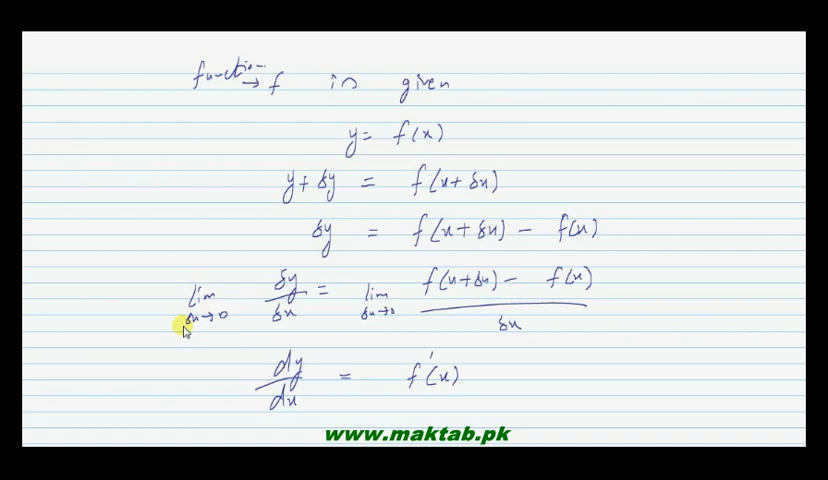 function → f is given
y = f(x)
y + δy = f(x + δx)
δy = f(x + δx) - f(x)
lim δx→0 δy/δx = lim δx→0 f(x+δx) - f(x) / δx
dy/dx = f'(x)
www.maktab.pk